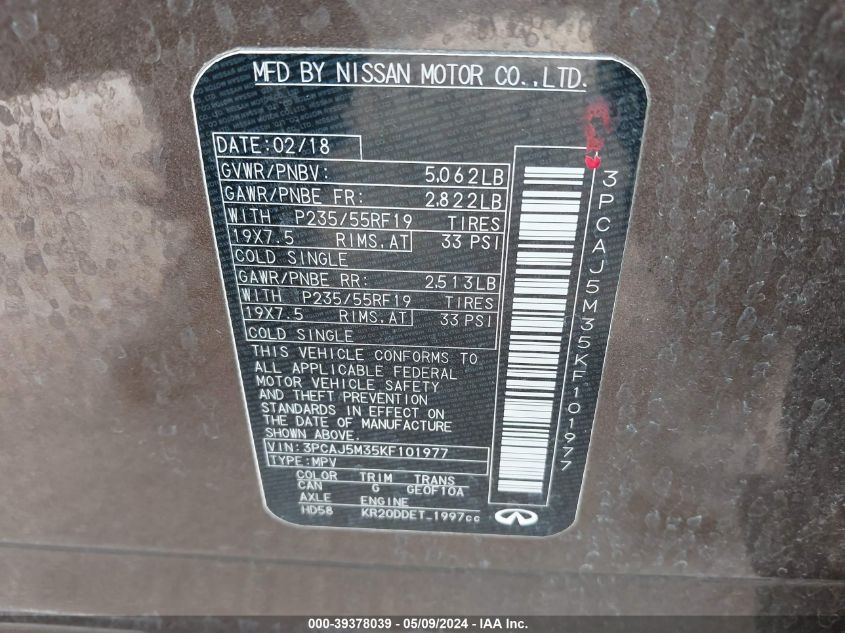 MFD BY NISSAN MOTOR CO.,LTD.
DATE:02/18
GVWR/PNBV: 5.062LB
GAWR/PNBE FR: 2.822LB
WITH P235/55RF19 TIRES
19X7.5 RIMS.AT 33 PSI
COLD SINGLE
GAWR/PNBE RR: 2.513LB
WITH P235/55RF19 TIRES
19X7.5 RIMS.AT 33 PSI
COLD SINGLE
THIS VEHICLE CONFORMS TO
ALL APPLICABLE FEDERAL
MOTOR VEHICLE SAFETY
AND THEFT PREVENTION
STANDARDS IN EFFECT ON
THE DATE OF MANUFACTURE
SHOWN ABOVE.
VIN:3PCAJ5M35KF101977
TYPE:MPV
COLOR TRIM TRANS
CAN G GE0F10A
AXLE ENGINE
HD58 KR20DDET_1997cc
3PCAJ5M35KF101977
000-39378039 - 05/09/2024 - IAA Inc.